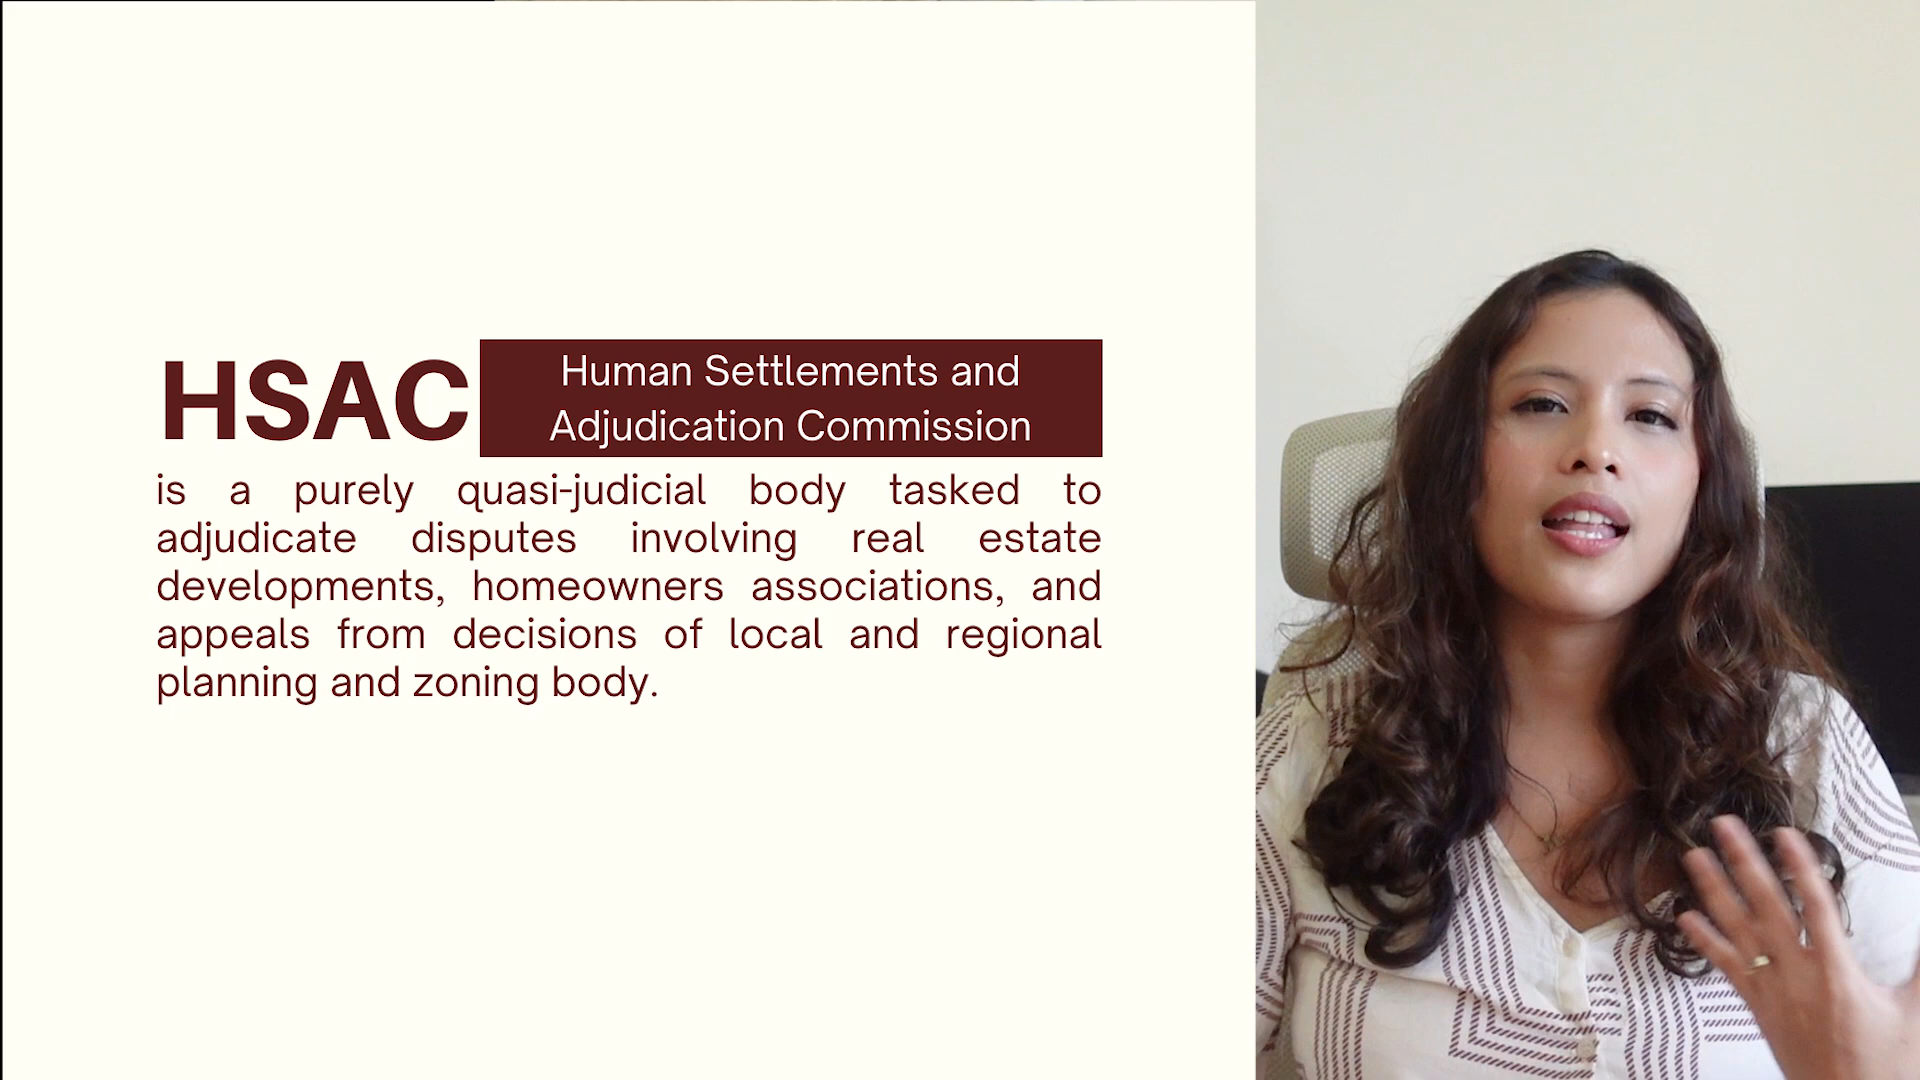 HSAC
Human Settlements and
Adjudication Commission
is a purely quasi-judicial body tasked to
adjudicate disputes involving real estate
developments, homeowners associations, and
appeals from decisions of local and regional
planning and zoning body.